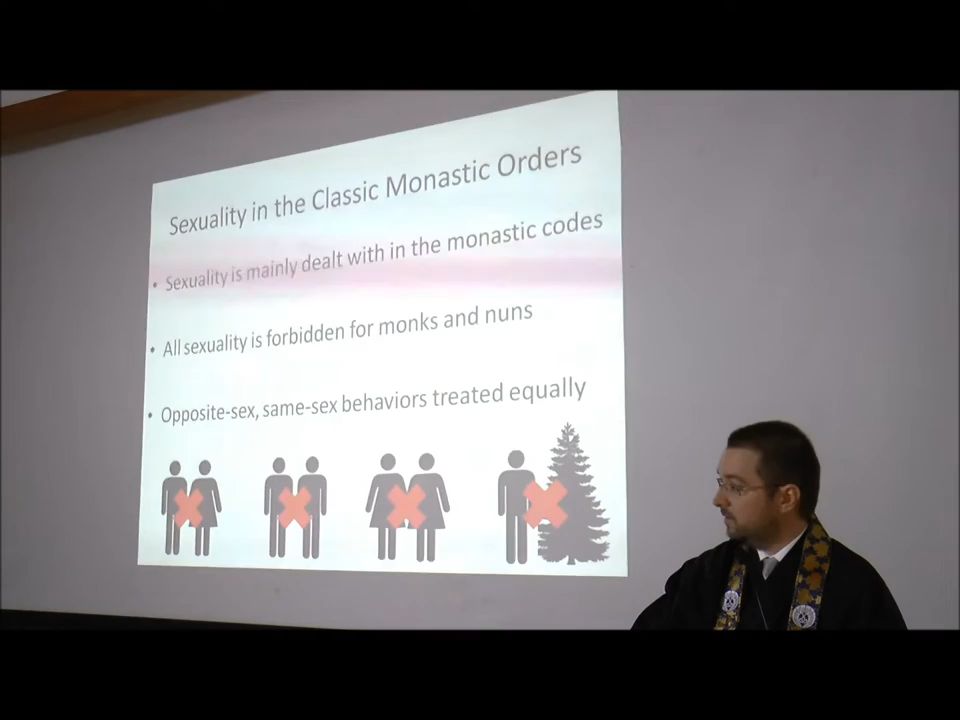 Sexuality in the Classic Monastic Orders
• Sexuality is mainly dealt with in the monastic codes
• All sexuality is forbidden for monks and nuns
• Opposite-sex, same-sex behaviors treated equally